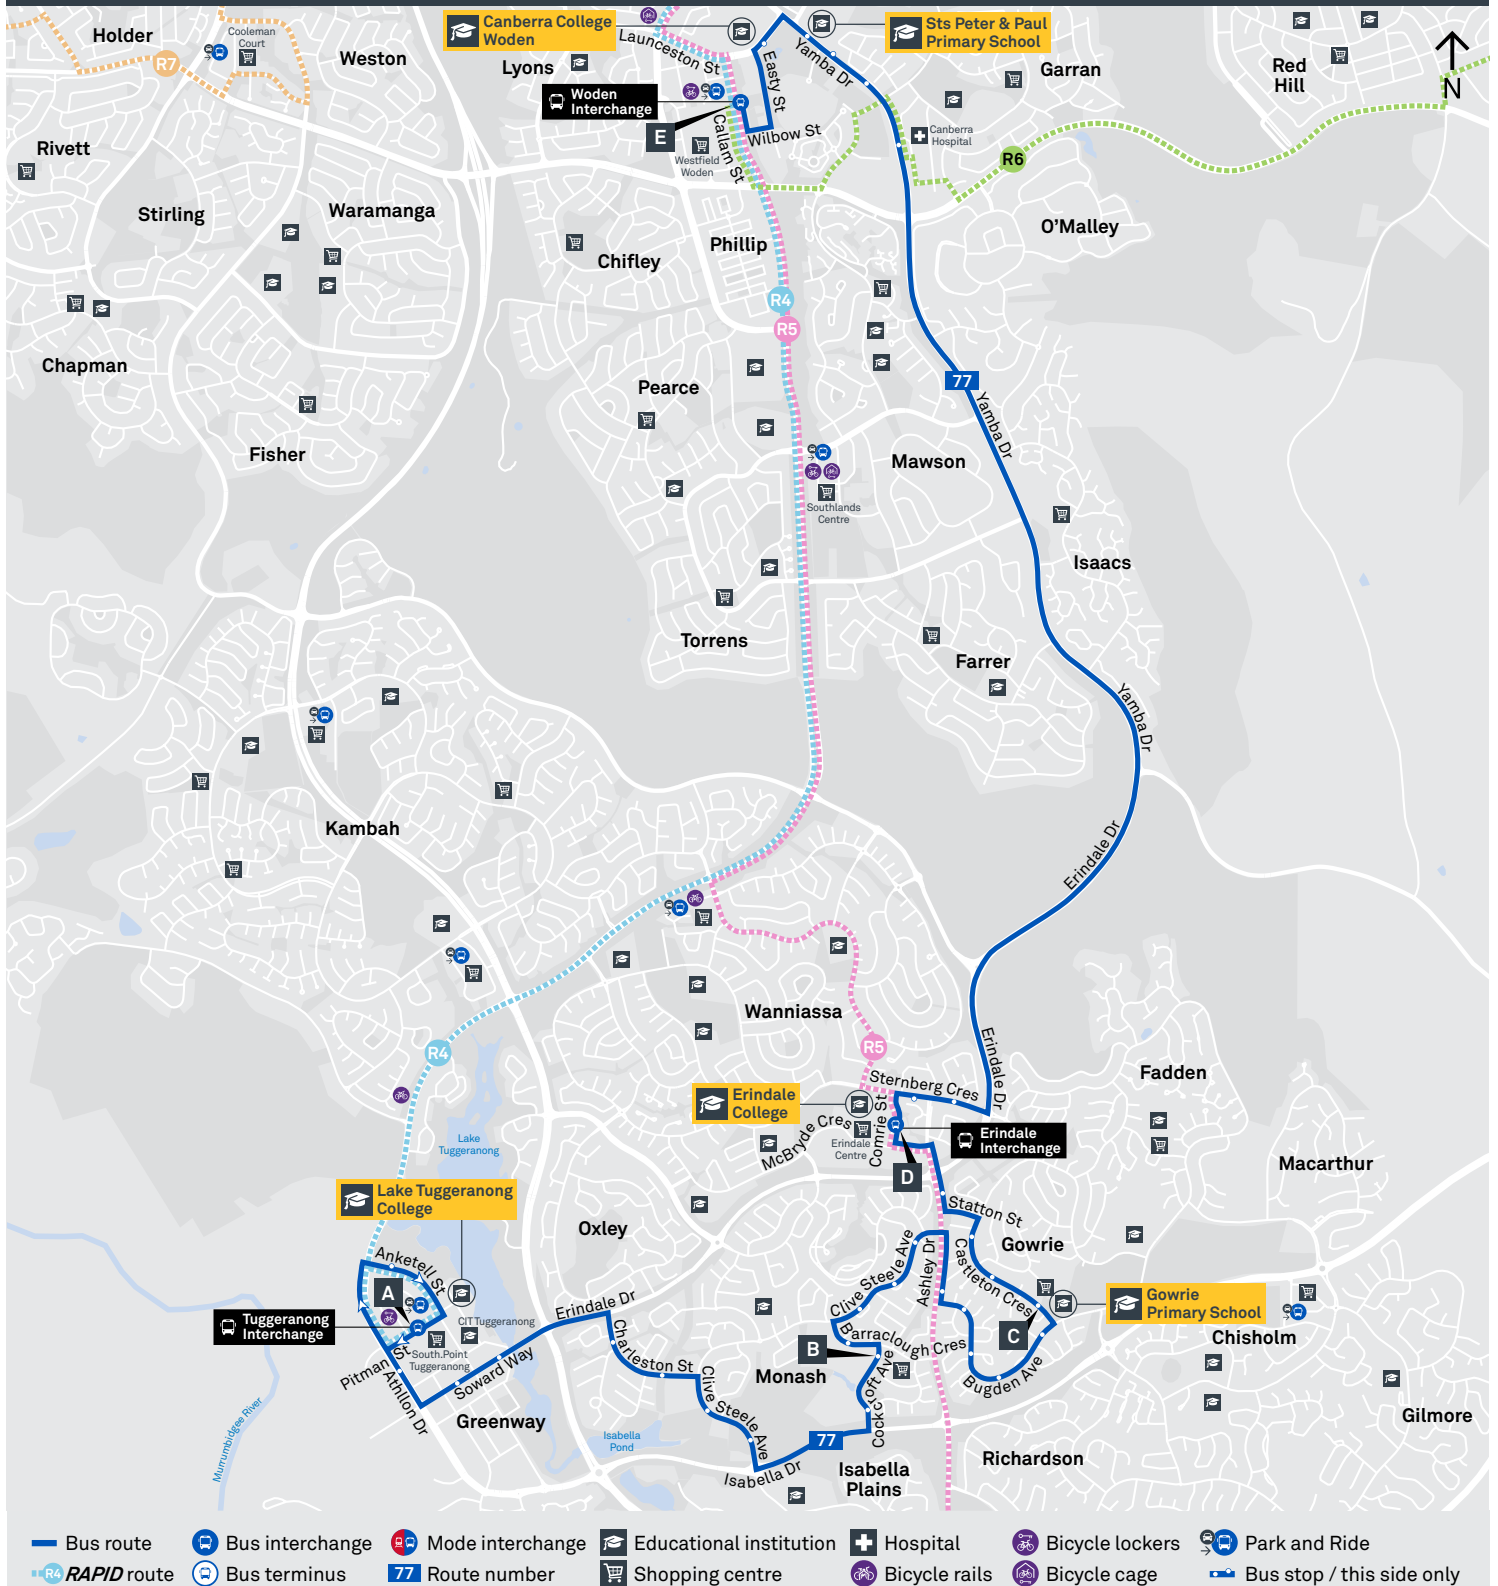 Canberra College
Woden
Sts Peter & Paul
Primary School
Holder
Cooleman
Court
R7
Weston
Lyons
Launceston St
Easty St
Yamba Dr
Garran
Red
Hill
N
Woden
Interchange
E
Callam St
Wilbow St
Westfield
Woden
Canberra
Hospital
R6
Rivett
Stirling
Waramanga
Chifley
Phillip
O'Malley
R4
R5
Chapman
Pearce
77
Yamba Dr
Fisher
Mawson
Southlands
Centre
Isaacs
Torrens
Farrer
Yamba Dr
Kambah
Erindale Dr
Wanniassa
R4
R5
Erindale Dr
Sternberg Cres
Fadden
Erindale
College
McBryde Cres
Comrie St
Erindale
Centre
Erindale
Interchange
D
Macarthur
Lake
Tuggeranong
Lake Tuggeranong
College
Statton St
Gowrie
Oxley
Clive Steele Ave
Ashley Dr
Castleton Cres
Anketell St
A
Erindale Dr
Gowrie
Primary School
Tuggeranong
Interchange
CIT Tuggeranong
South.Point
Tuggeranong
Pitman St
Athllon Dr
Soward Way
Charleston St
Barraclough Cres
B
C
Chisholm
Monash
Bugden Ave
Clive Steele Ave
Cockcroft Ave
Greenway
Murrumbidgee River
Isabella
Pond
77
Isabella Dr
Isabella
Plains
Richardson
Gilmore
Bus route
Bus interchange
Mode interchange
Educational institution
Hospital
Bicycle lockers
Park and Ride
R4 RAPID route
Bus terminus
77 Route number
Shopping centre
Bicycle rails
Bicycle cage
Bus stop / this side only